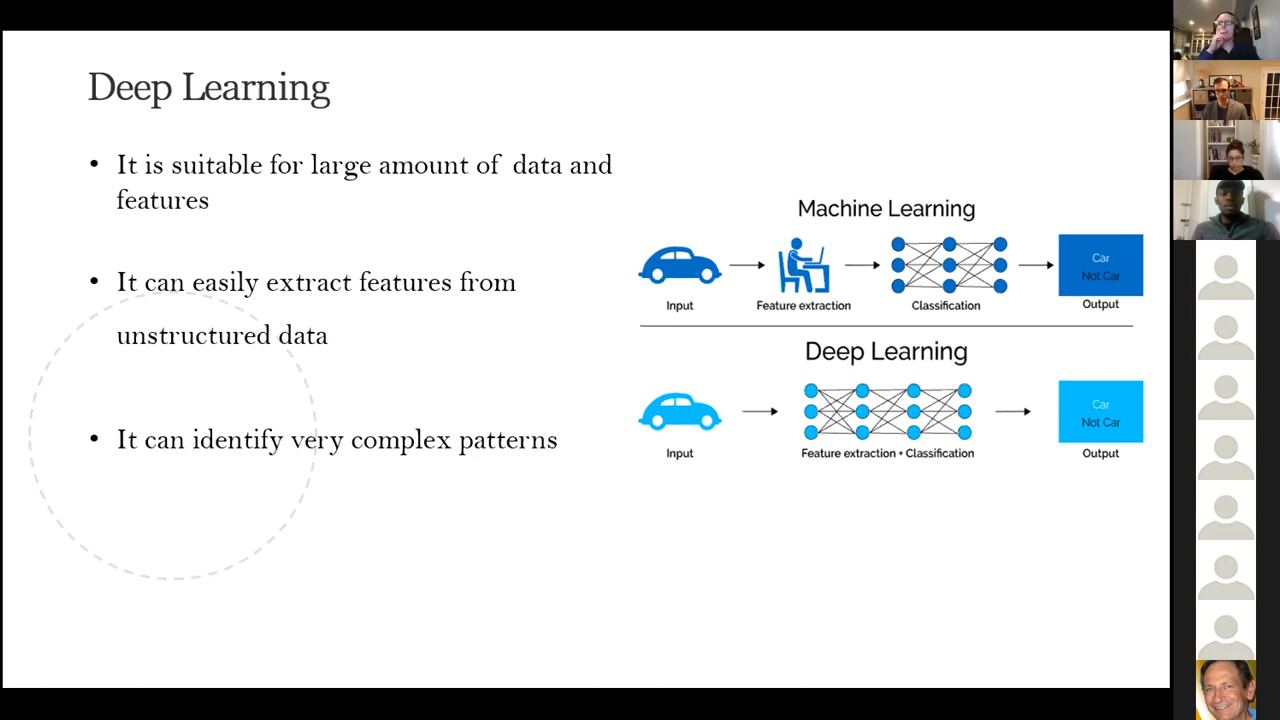 Deep Learning
• It is suitable for large amount of data and
features
• It can easily extract features from
unstructured data
• It can identify very complex patterns
Machine Learning
Input
Feature extraction
Classification
Car
Not Car
Output
Deep Learning
Input
Feature extraction + Classification
Car
Not Car
Output